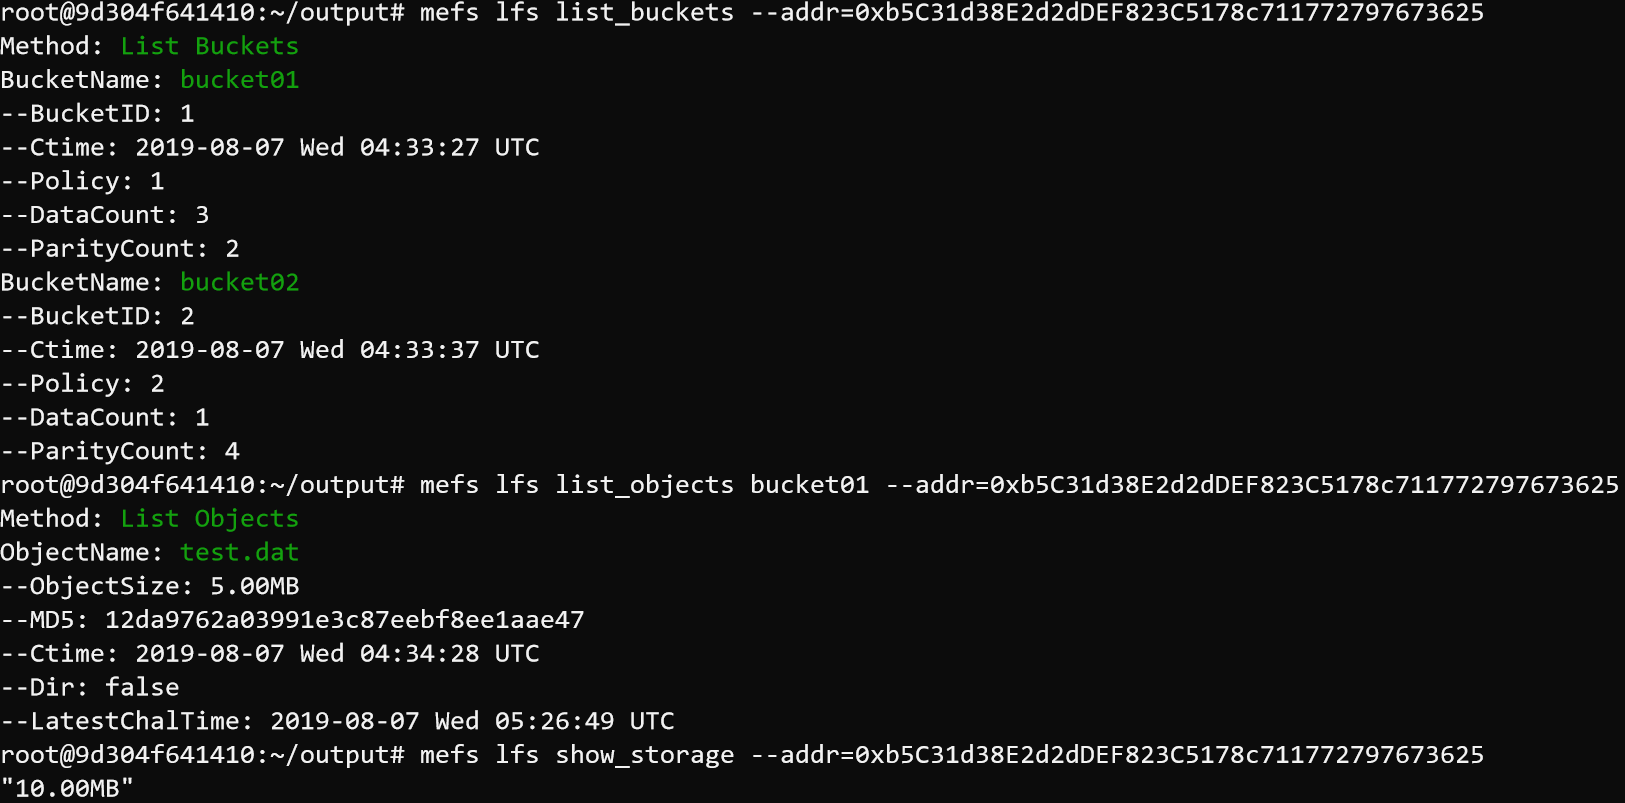 root@9d304f641410:~/output# mefs lfs list_buckets --addr=0xb5C31d38E2d2dDEF823C5178c711772797673625
Method: List Buckets
BucketName: bucket01
--BucketID: 1
--Ctime: 2019-08-07 Wed 04:33:27 UTC
--Policy: 1
--DataCount: 3
--ParityCount: 2
BucketName: bucket02
--BucketID: 2
--Ctime: 2019-08-07 Wed 04:33:37 UTC
--Policy: 2
--DataCount: 1
--ParityCount: 4
root@9d304f641410:~/output# mefs lfs list_objects bucket01 --addr=0xb5C31d38E2d2dDEF823C5178c711772797673625
Method: List Objects
ObjectName: test.dat
--ObjectSize: 5.00MB
--MD5: 12da9762a03991e3c87eebf8ee1aae47
--Ctime: 2019-08-07 Wed 04:34:28 UTC
--Dir: false
--LatestChalTime: 2019-08-07 Wed 05:26:49 UTC
root@9d304f641410:~/output# mefs lfs show_storage --addr=0xb5C31d38E2d2dDEF823C5178c711772797673625
"10.00MB"